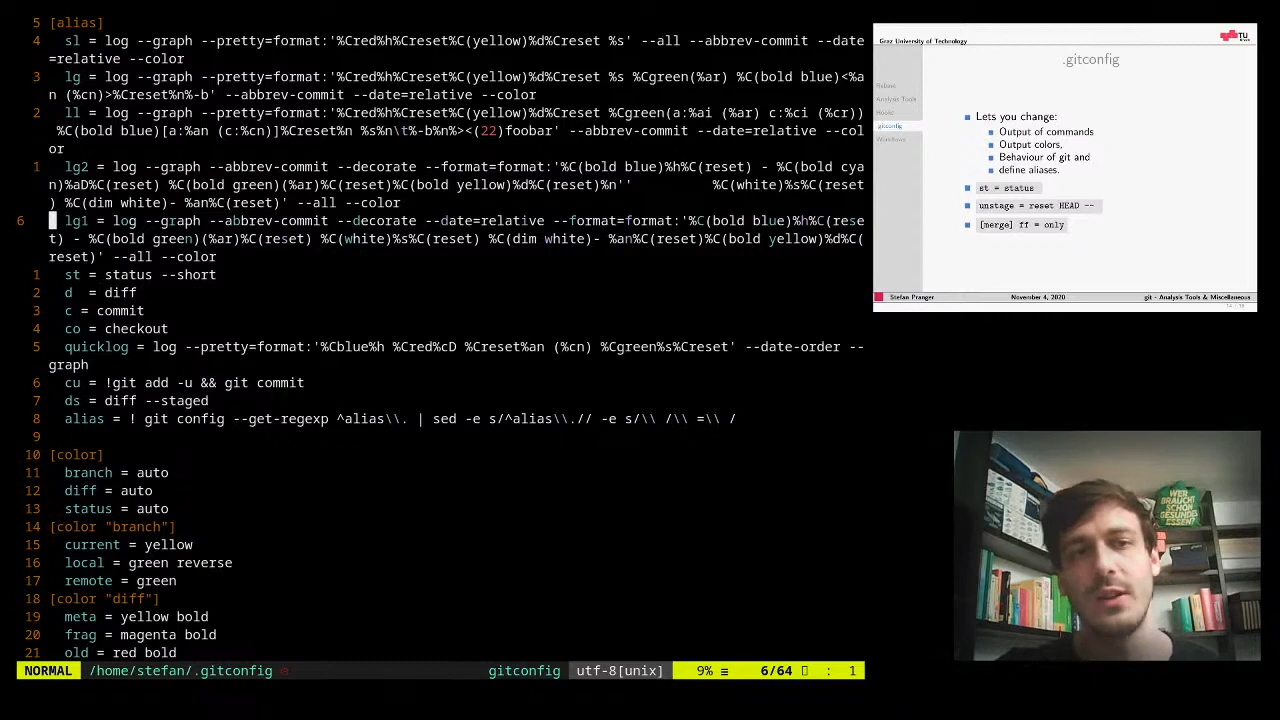 5 [alias]
4 sl = log --graph --pretty=format:'%Cred%h%Creset%C(yellow)%d%Creset %s' --all --abbrev-commit --date
=relative --color
3 lg = log --graph --pretty=format:'%Cred%h%Creset%C(yellow)%d%Creset %s %Cgreen(%ar) %C(bold blue)<%a
n (%cn)>%Creset%n%-b' --abbrev-commit --date=relative --color
2 ll = log --graph --pretty=format:'%Cred%h%Creset%C(yellow)%d%Creset %Cgreen(a:%ai (%ar) c:%ci (%cr))
%C(bold blue)[a:%an (c:%cn)]%Creset%n %s%n\t%-b%n%><(22)foobar' --abbrev-commit --date=relative --col
or
1 lg2 = log --graph --abbrev-commit --decorate --format=format:'%C(bold blue)%h%C(reset) - %C(bold cya
n)%aD%C(reset) %C(bold green)(%ar)%C(reset)%C(bold yellow)%d%C(reset)%n'' %C(white)%s%C(reset
) %C(dim white)- %an%C(reset)' --all --color
6 lg1 = log --graph --abbrev-commit --decorate --date=relative --format=format:'%C(bold blue)%h%C(rese
t) - %C(bold green)(%ar)%C(reset) %C(white)%s%C(reset) %C(dim white)- %an%C(reset)%C(bold yellow)%d%C(
reset)' --all --color
1 st = status --short
2 d = diff
3 c = commit
4 co = checkout
5 quicklog = log --pretty=format:'%Cblue%h %Cred%cD %Creset%an (%cn) %Cgreen%s%Creset' --date-order --
graph
6 cu = !git add -u && git commit
7 ds = diff --staged
8 alias = ! git config --get-regexp ^alias\\. | sed -e s/^alias\\.// -e s/\\ /\\ =\\ /
9
10 [color]
11 branch = auto
12 diff = auto
13 status = auto
14 [color "branch"]
15 current = yellow
16 local = green reverse
17 remote = green
18 [color "diff"]
19 meta = yellow bold
20 frag = magenta bold
21 old = red bold
NORMAL /home/stefan/.gitconfig gitconfig utf-8[unix] 9% ≡ 6/64 : 1
Graz University of Technology
TU
.gitconfig
Rebase
Analysis Tools
.gitconfig
Workflows
Lets you change:
Output of commands
Output colors,
Behaviour of git and
define aliases.
st = status
unstage = reset HEAD --
[merge] ff = only
Stefan Pranger November 4, 2020 git - Analysis Tools & Miscellaneous
WER
BRAUCHT
SCHON
GESUNDES
ESSEN?